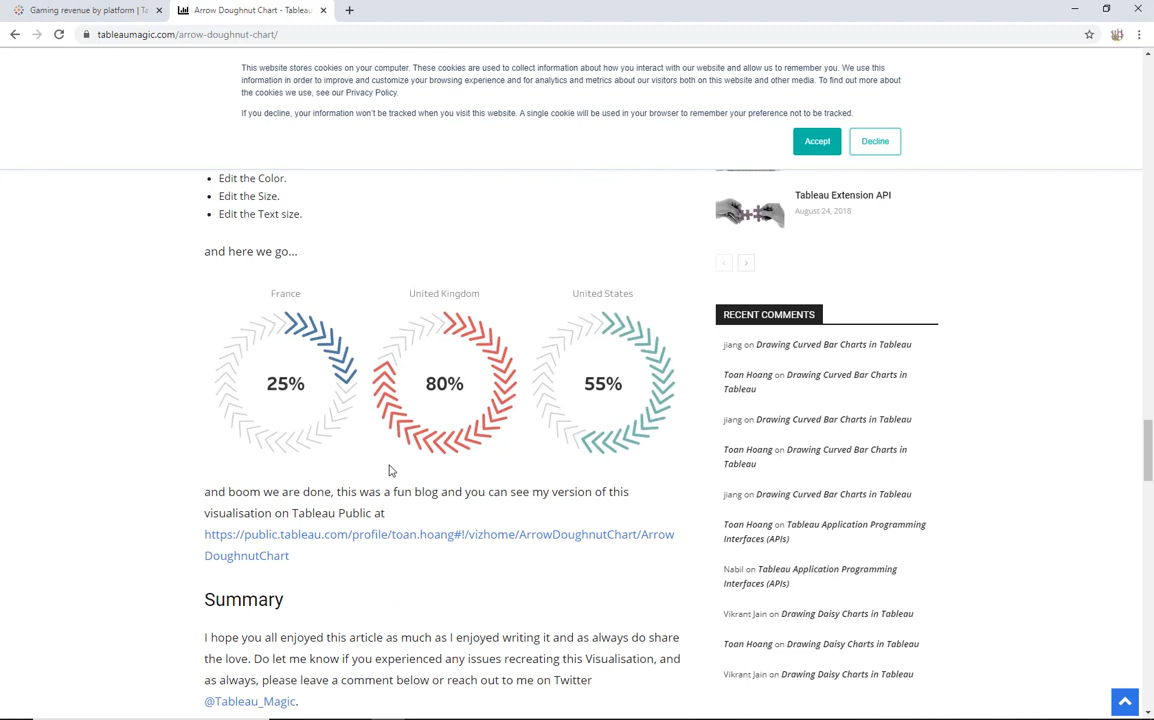 Gaming revenue by platform | Ta
Arrow Doughnut Chart - Tableau
tableaumagic.com/arrow-doughnut-chart/
This website stores cookies on your computer. These cookies are used to collect information about how you interact with our website and allow us to remember you. We use this
information in order to improve and customize your browsing experience and for analytics and metrics about our visitors both on this website and other media. To find out more about
the cookies we use, see our Privacy Policy.
If you decline, your information won't be tracked when you visit this website. A single cookie will be used in your browser to remember your preference not to be tracked.
Accept
Decline
Edit the Color.
Edit the Size.
Edit the Text size.
and here we go...
France
United Kingdom
United States
25%
80%
55%
and boom we are done, this was a fun blog and you can see my version of this
visualisation on Tableau Public at
https://public.tableau.com/profile/toan.hoang#!/vizhome/ArrowDoughnutChart/Arrow
DoughnutChart
Summary
I hope you all enjoyed this article as much as I enjoyed writing it and as always do share
the love. Do let me know if you experienced any issues recreating this Visualisation, and
as always, please leave a comment below or reach out to me on Twitter
@Tableau_Magic.
Tableau Extension API
August 24, 2018
RECENT COMMENTS
jiang on Drawing Curved Bar Charts in Tableau
Toan Hoang on Drawing Curved Bar Charts in
Tableau
jiang on Drawing Curved Bar Charts in Tableau
Toan Hoang on Drawing Curved Bar Charts in
Tableau
jiang on Drawing Curved Bar Charts in Tableau
Toan Hoang on Tableau Application Programming
Interfaces (APIs)
Nabil on Tableau Application Programming
Interfaces (APIs)
Vikrant Jain on Drawing Daisy Charts in Tableau
Toan Hoang on Drawing Daisy Charts in Tableau
Vikrant Jain on Drawing Daisy Charts in Tableau